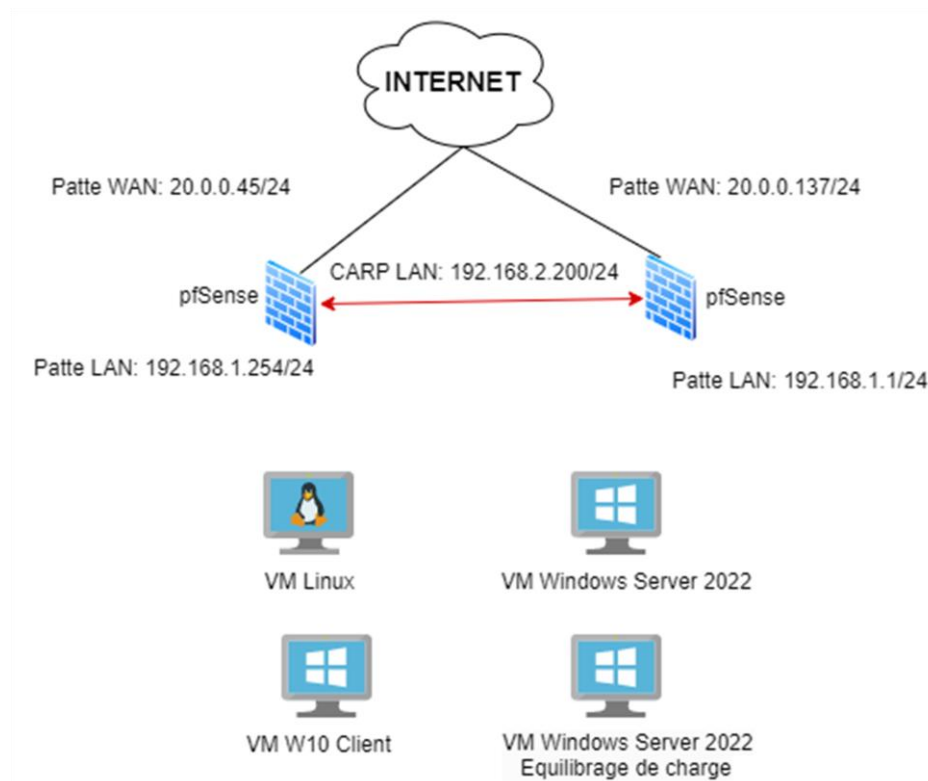 INTERNET
Patte WAN: 20.0.0.45/24
Patte WAN: 20.0.0.137/24
CARP LAN: 192.168.2.200/24
pfSense
pfSense
Patte LAN: 192.168.1.254/24
Patte LAN: 192.168.1.1/24
VM Linux
VM Windows Server 2022
VM W10 Client
VM Windows Server 2022
Equilibrage de charge